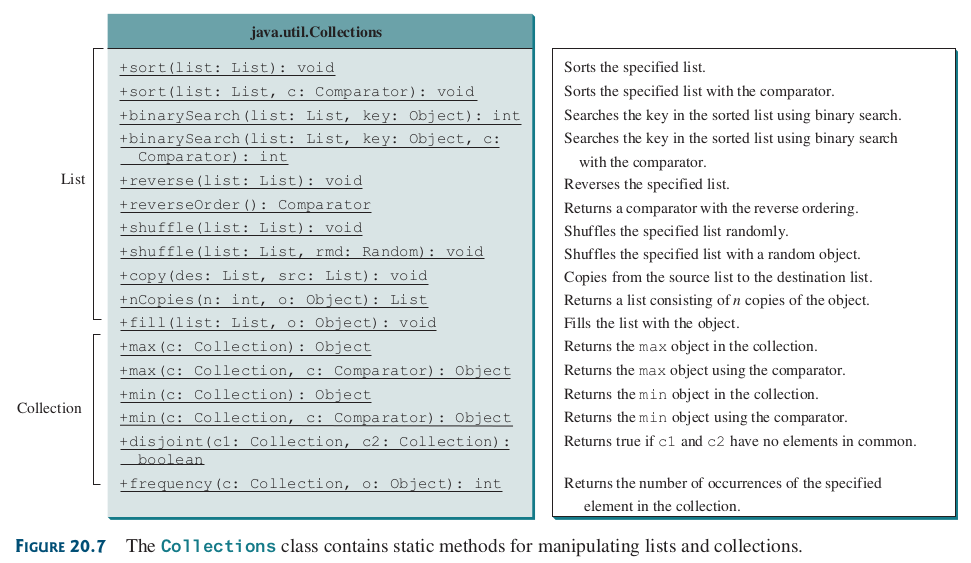 java.util.Collections
+sort(list: List): void
Sorts the specified list.
+sort(list: List, c: Comparator): void
Sorts the specified list with the comparator.
+binarySearch(list: List, key: Object): int
Searches the key in the sorted list using binary search.
+binarySearch(list: List, key: Object, c:
Comparator): int
Searches the key in the sorted list using binary search
with the comparator.
List
+reverse(list: List): void
Reverses the specified list.
+reverseOrder(): Comparator
Returns a comparator with the reverse ordering.
+shuffle(list: List): void
Shuffles the specified list randomly.
+shuffle(list: List, rmd: Random): void
Shuffles the specified list with a random object.
+copy(des: List, src: List): void
Copies from the source list to the destination list.
+nCopies(n: int, o: Object): List
Returns a list consisting of n copies of the object.
+fill(list: List, o: Object): void
Fills the list with the object.
+max(c: Collection): Object
Returns the max object in the collection.
+max(c: Collection, c: Comparator): Object
Returns the max object using the comparator.
+min(c: Collection): Object
Returns the min object in the collection.
Collection
+min(c: Collection, c: Comparator): Object
Returns the min object using the comparator.
+disjoint(c1: Collection, c2: Collection):
boolean
Returns true if c1 and c2 have no elements in common.
+frequency(c: Collection, o: Object): int
Returns the number of occurrences of the specified
element in the collection.
FIGURE 20.7 The Collections class contains static methods for manipulating lists and collections.